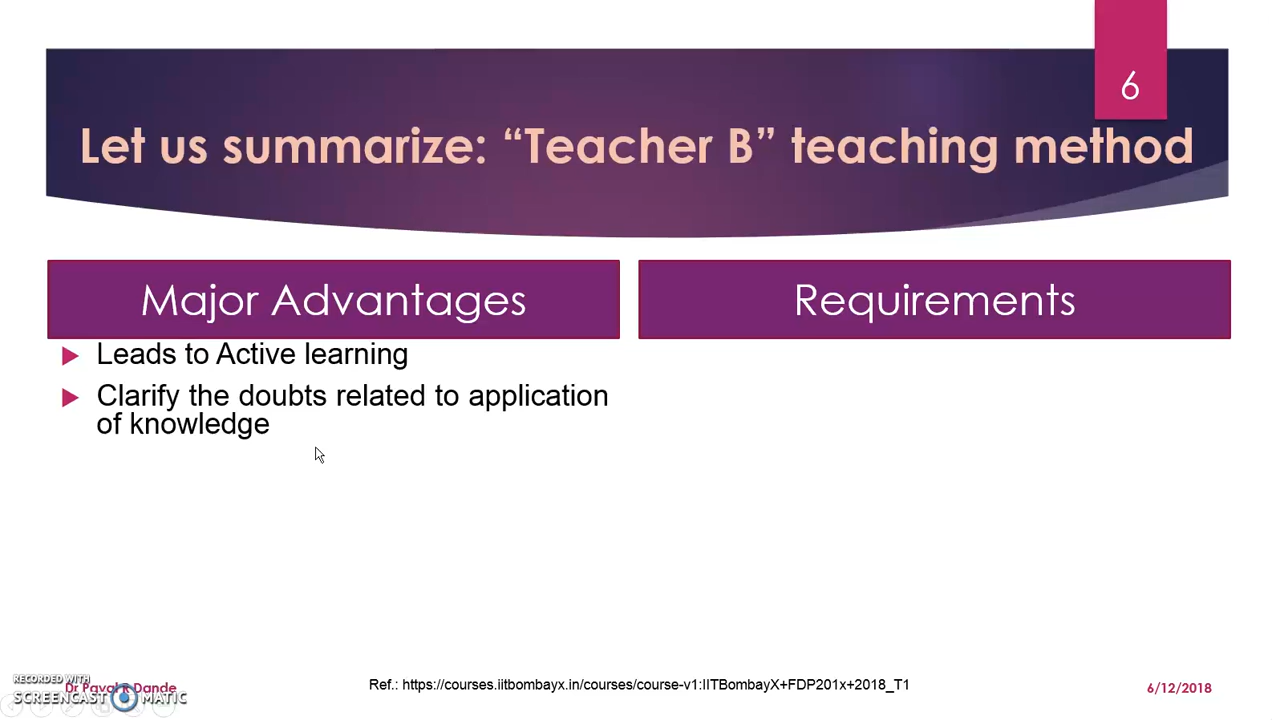 6
Let us summarize: “Teacher B” teaching method
Major Advantages
Requirements
Leads to Active learning
Clarify the doubts related to application
of knowledge
RECORDED WITH
SCREENCAST MATIC
Dr Payal R Dande
Ref.: https://courses.iitbombayx.in/courses/course-v1:IITBombayX+FDP201x+2018_T1
6/12/2018